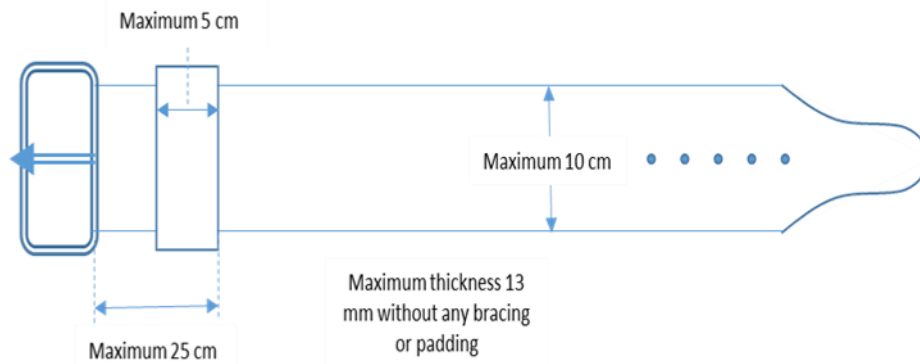 Maximum 5 cm
Maximum 10 cm
Maximum thickness 13
mm without any bracing
or padding
Maximum 25 cm